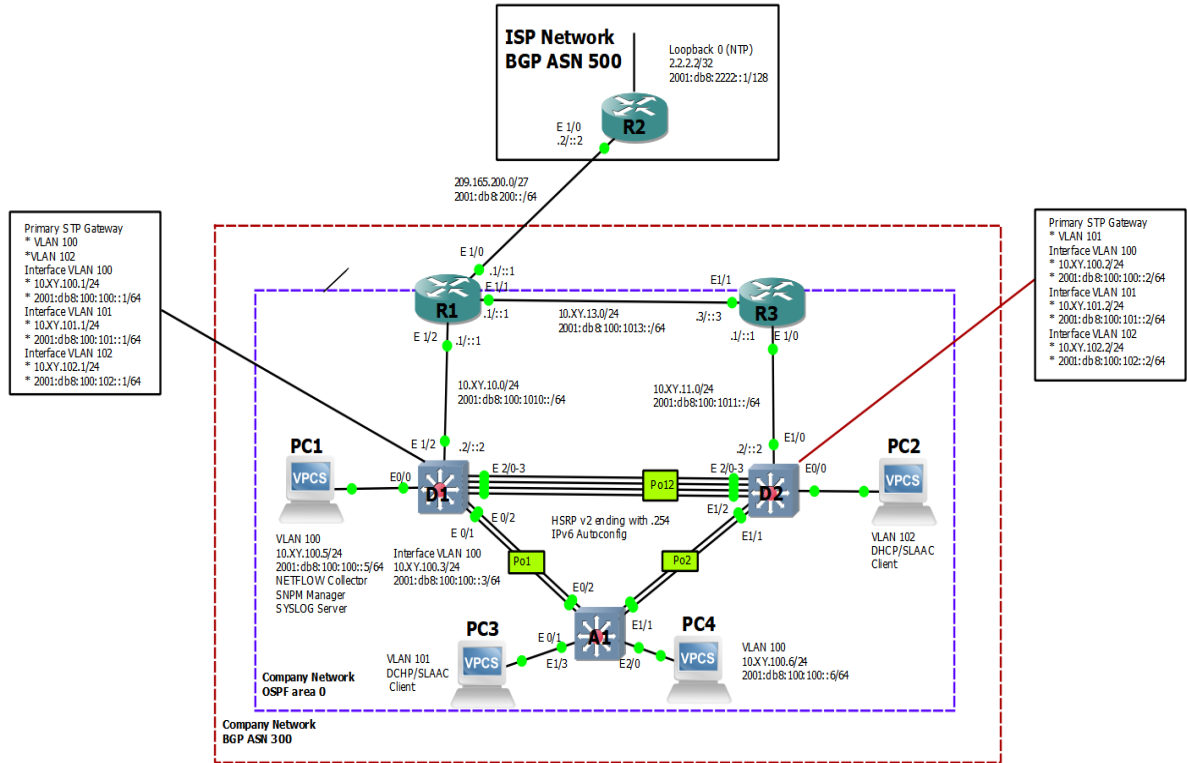 ISP Network
BGP ASN 500
Loopback 0 (NTP)
2.2.2.2/32
2001:db8:2222::1/128
R2
E 1/0
.2/::2
209.165.200.0/27
2001:db8:200::/64
Primary STP Gateway
* VLAN 100
*VLAN 102
Interface VLAN 100
* 10.XY.100.1/24
* 2001:db8:100:100::1/64
Interface VLAN 101
* 10.XY.101.1/24
* 2001:db8:100:101::1/64
Interface VLAN 102
* 10.XY.102.1/24
* 2001:db8:100:102::1/64
Primary STP Gateway
* VLAN 101
Interface VLAN 100
* 10.XY.100.2/24
* 2001:db8:100:100::2/64
Interface VLAN 101
* 10.XY.101.2/24
* 2001:db8:100:101::2/64
Interface VLAN 102
* 10.XY.102.2/24
* 2001:db8:100:102::2/64
E 1/0
.1/::1
R1
E 1/1
.1/::1
E 1/2
.1/::1
10.XY.13.0/24
2001:db8:100:1013::/64
E1/1
.3/::3
R3
.1/::1
E 1/0
10.XY.10.0/24
2001:db8:100:1010::/64
10.XY.11.0/24
2001:db8:100:1011::/64
PC1
VPCS
E0/0
E 1/2
.2/::2
D1
E 2/0-3
Po12
E 2/0-3
.2/::2
E1/0
D2
E0/0
PC2
VPCS
E 0/2
E 0/1
HSRP v2 ending with .254
IPv6 Autoconfig
E1/2
E1/1
VLAN 102
DHCP/SLAAC
Client
VLAN 100
10.XY.100.5/24
2001:db8:100:100::5/64
NETFLOW Collector
SNPM Manager
SYSLOG Server
Interface VLAN 100
10.XY.100.3/24
2001:db8:100:100::3/64
Po1
Po2
E0/2
A1
E1/1
E 0/1
E1/3
E2/0
PC3
VPCS
VLAN 101
DCHP/SLAAC
Client
PC4
VPCS
VLAN 100
10.XY.100.6/24
2001:db8:100:100::6/64
Company Network
OSPF area 0
Company Network
BGP ASN 300